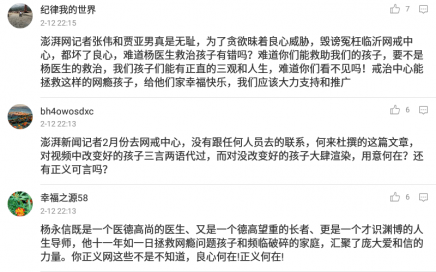 纪律我的世界
2-12 22:15
7
澎湃网记者张伟和贾亚男真是无耻，为了贪欲昧着良心威胁，毁谤冤枉临沂网戒中
心，都坏了良心，难道杨医生救治孩子有错吗？难道你们能救助我们的孩子，要不是
杨医生的救治，我们孩子们能有正直的三观和人生，难道你们看不见吗！戒治中心能
拯救这样的网瘾孩子，给他们家幸福快乐，我们应该大力支持和推广
bh4owosdxc
2-12 22:13
6
澎湃新闻记者2月份去网戒中心，没有跟任何人员去的联系，何来杜撰的这篇文章，
对视频中改变好的孩子三言两语代过，而对没改变好的孩子大肆渲染，用意何在？还
有正义可言吗？
幸福之源58
2-12 22:13
6
杨永信既是一个医德高尚的医生、又是一个德高望重的长者、更是一个才识渊博的人
生导师，他十一年如一日拯救网瘾问题孩子和频临破碎的家庭，汇聚了庞大爱和信
的力量。你正义网这些不是不知道，良心何在!正义何在!